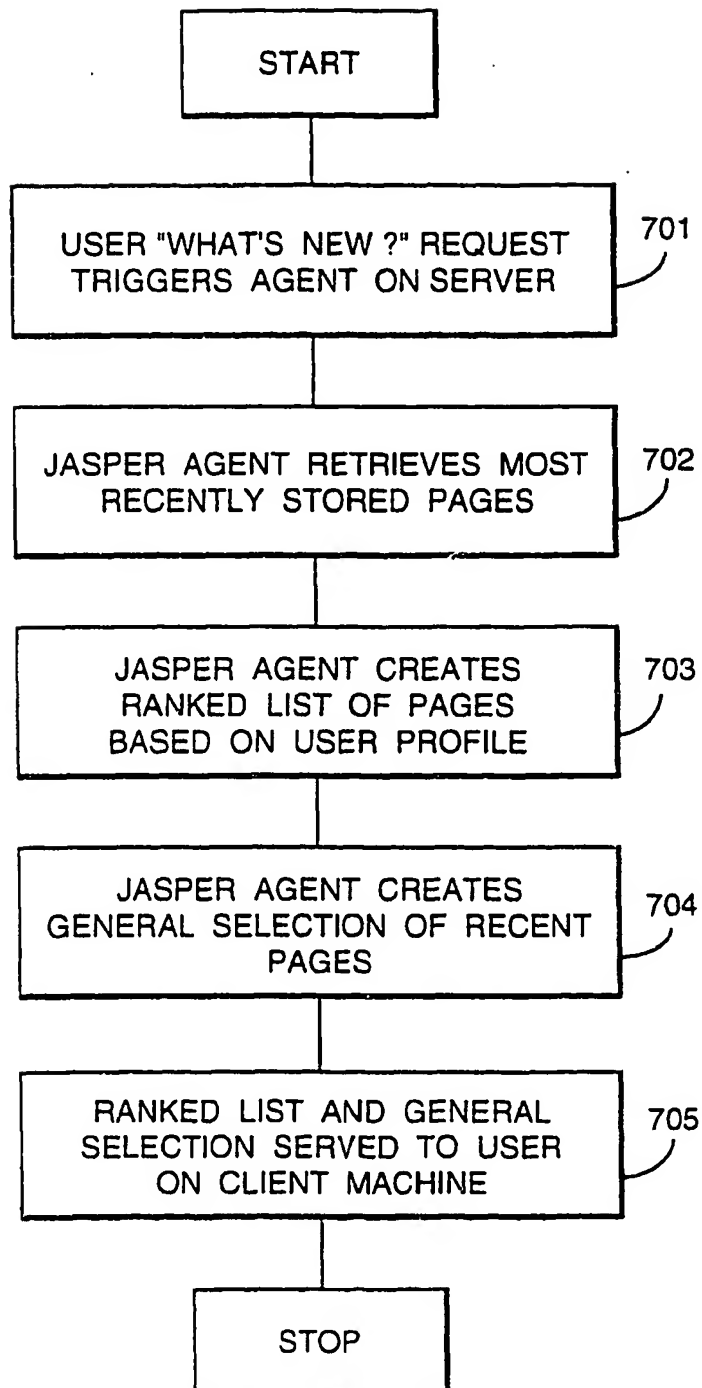 START
USER "WHAT'S NEW ?" REQUEST
TRIGGERS AGENT ON SERVER
701
JASPER AGENT RETRIEVES MOST
RECENTLY STORED PAGES
702
JASPER AGENT CREATES
RANKED LIST OF PAGES
BASED ON USER PROFILE
703
JASPER AGENT CREATES
GENERAL SELECTION OF RECENT
PAGES
704
RANKED LIST AND GENERAL
SELECTION SERVED TO USER
ON CLIENT MACHINE
705
STOP